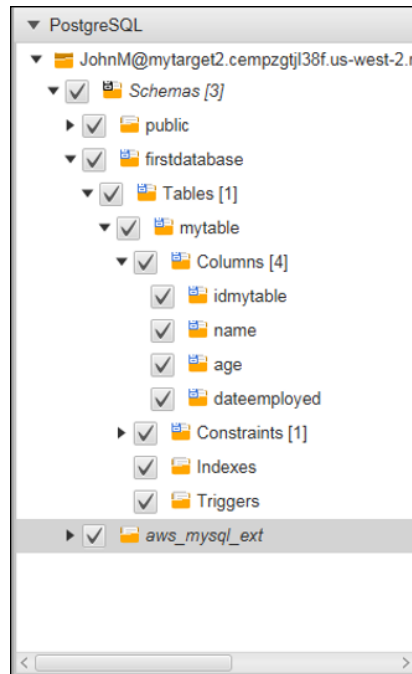 PostgreSQL
JohnM@mytarget2.cempzgtjl38f.us-west-2.r
Schemas [3]
public
firstdatabase
Tables [1]
mytable
Columns [4]
idmytable
name
age
dateemployed
Constraints [1]
Indexes
Triggers
aws_mysql_ext